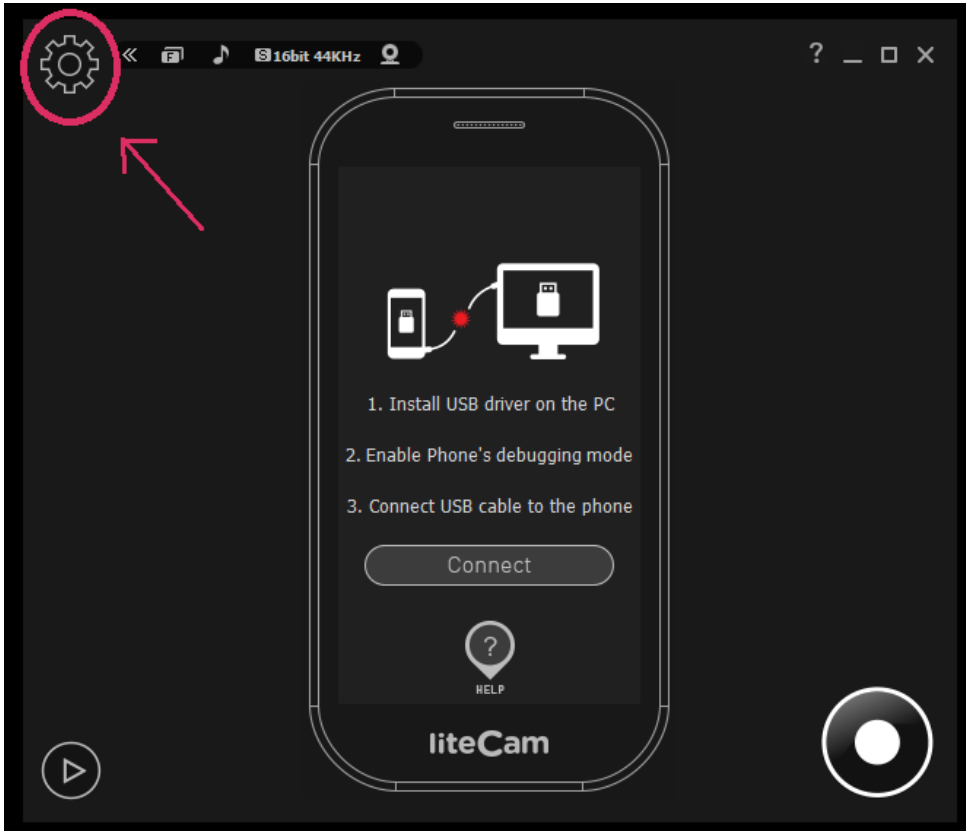 S 16bit 44KHz
?
1. Install USB driver on the PC
2. Enable Phone's debugging mode
3. Connect USB cable to the phone
Connect
?
HELP
liteCam